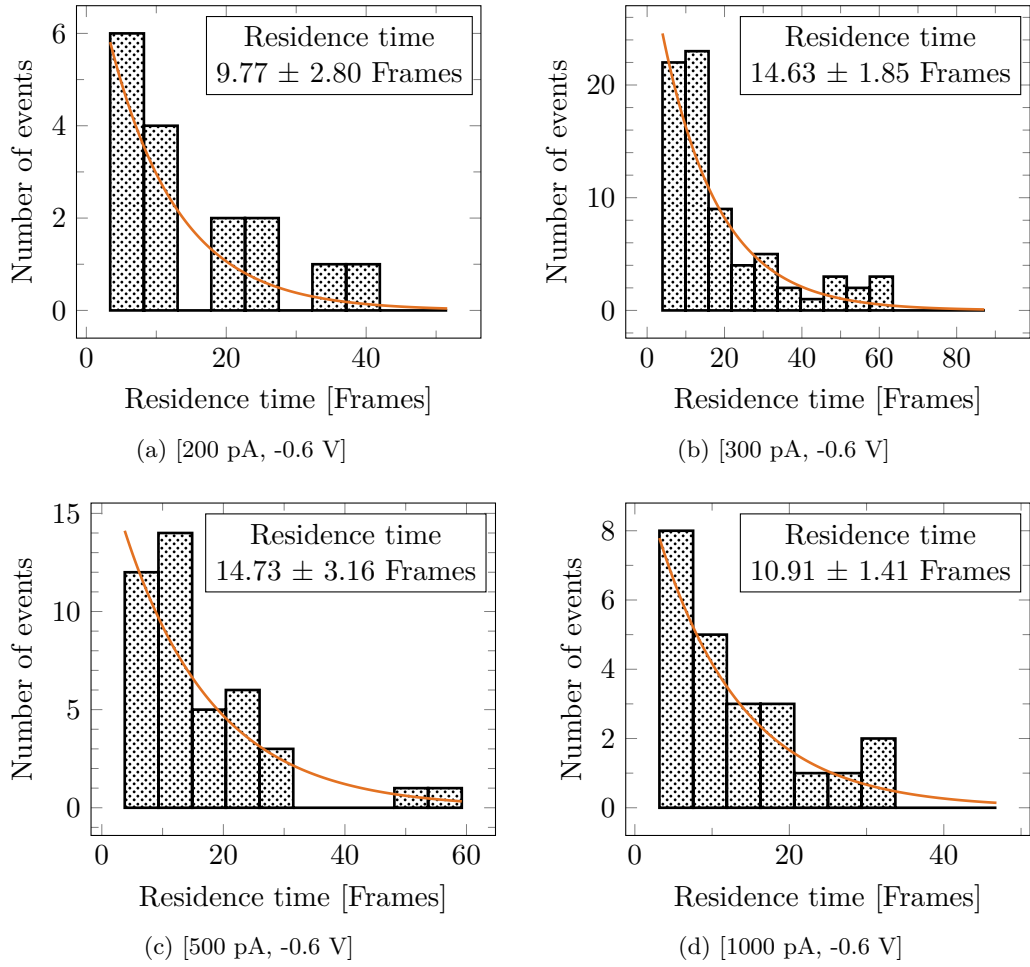 Residence time
9.77 ± 2.80 Frames
6
4
2
0
Number of events
0
20
40
Residence time [Frames]
(a) [200 pA, -0.6 V]
Residence time
14.63 ± 1.85 Frames
20
10
0
Number of events
0
20
40
60
80
Residence time [Frames]
(b) [300 pA, -0.6 V]
Residence time
14.73 ± 3.16 Frames
15
10
5
0
Number of events
0
20
40
60
Residence time [Frames]
(c) [500 pA, -0.6 V]
Residence time
10.91 ± 1.41 Frames
8
6
4
2
0
Number of events
0
20
40
Residence time [Frames]
(d) [1000 pA, -0.6 V]